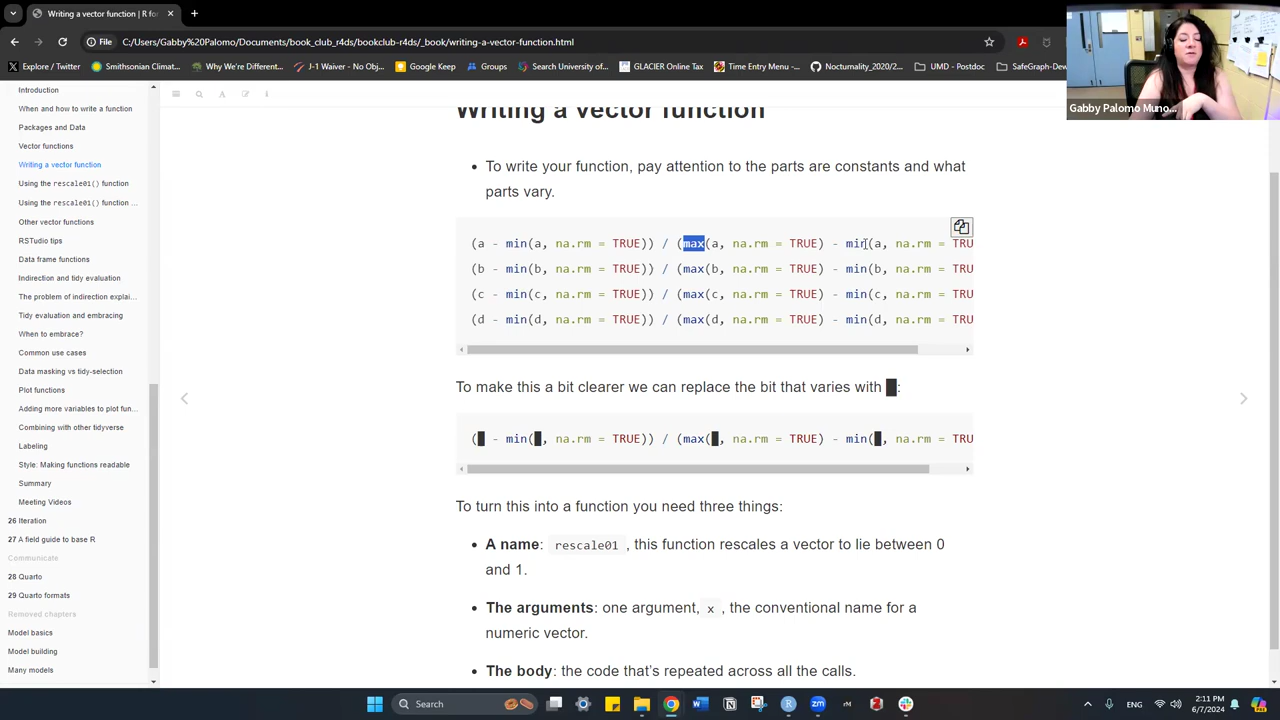 Writing a vector function | R for
File
C:/Users/Gabby%20Palomo/Documents/book_club_r4ds/bookclub-r4ds/_book/writing-a-vector-function
Explore / Twitter
Smithsonian Climat...
Why We're Differen...
J-1 Waiver - No Obj...
Google Keep
Frontiers | Effects of...
GLACIER Option Tax
Time Entry Menu -...
Nocturnality_2020/2...
UMD - Publications
SafeGraph-Dew
Gabby Palomo Muno...
Introduction
When and how to write a function
Packages and Data
Vector functions
Writing a vector function
Using the rescale01() function
Using the rescale01() function ...
Other vector functions
RSTudio tips
Data frame functions
Indirection and tidy evaluation
The problem of indirection explai...
Tidy evaluation and embracing
When to embrace?
Common use cases
Data masking vs tidy-selection
Plot functions
Adding more variables to plot fun...
Combining with other tidyverse
Labeling
Style: Making functions readable
Summary
Meeting Videos
26 Iteration
27 A field guide to base R
Communicate
28 Quarto
29 Quarto formats
Removed chapters
Model basics
Model building
Many models
Writing a vector function
To write your function, pay attention to the parts are constants and what
parts vary.
(a - min(a, na.rm = TRUE)) / (max(a, na.rm = TRUE) - min(a, na.rm = TRU
(b - min(b, na.rm = TRUE)) / (max(b, na.rm = TRUE) - min(b, na.rm = TRU
(c - min(c, na.rm = TRUE)) / (max(c, na.rm = TRUE) - min(c, na.rm = TRU
(d - min(d, na.rm = TRUE)) / (max(d, na.rm = TRUE) - min(d, na.rm = TRU
To make this a bit clearer we can replace the bit that varies with █:
(█ - min(█, na.rm = TRUE)) / (max(█, na.rm = TRUE) - min(█, na.rm = TRU
To turn this into a function you need three things:
A name: rescale01, this function rescales a vector to lie between 0
and 1.
The arguments: one argument, x, the conventional name for a
numeric vector.
The body: the code that's repeated across all the calls.
Search
ENG
2:11 PM
6/7/2024